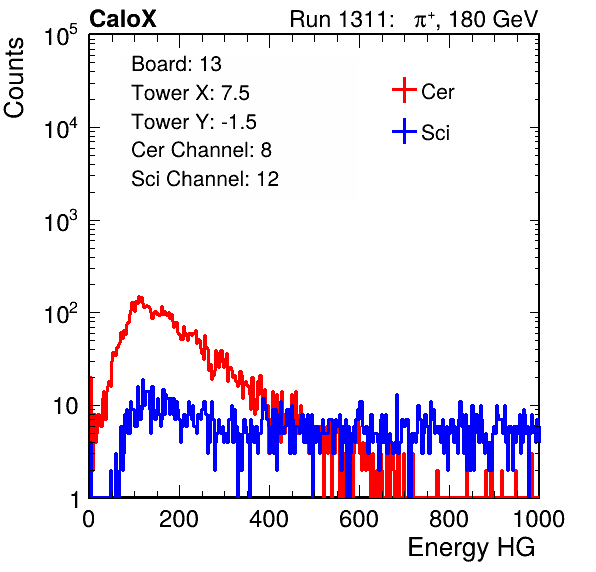 CaloX Run 1311: π⁺, 180 GeV
Board: 13
Tower X: 7.5
Tower Y: -1.5
Cer Channel: 8
Sci Channel: 12
Cer
Sci
Counts
10⁵
10⁴
10³
10²
10
1
0 200 400 600 800 1000
Energy HG